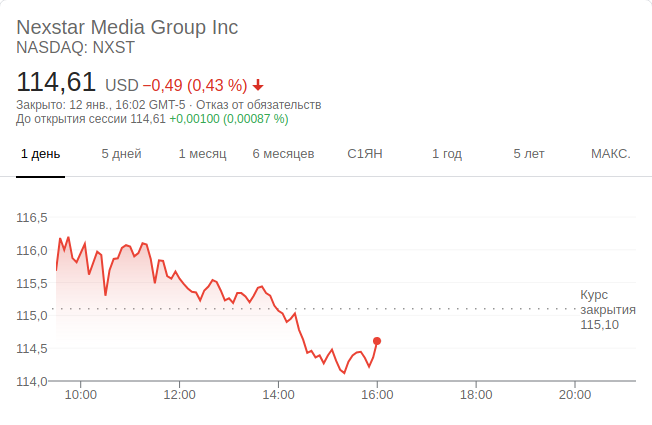 Nexstar Media Group Inc
NASDAQ: NXST
114,61 USD −0,49 (0,43 %)
Закрыто: 12 янв., 16:02 GMT-5 · Отказ от обязательств
До открытия сессии 114,61 +0,00100 (0,00087 %)
1 день 5 дней 1 месяц 6 месяцев С1ЯН 1 год 5 лет МАКС.
116,5
116,0
115,5
115,0
114,5
114,0
Курс
закрытия
115,10
10:00 12:00 14:00 16:00 18:00 20:00